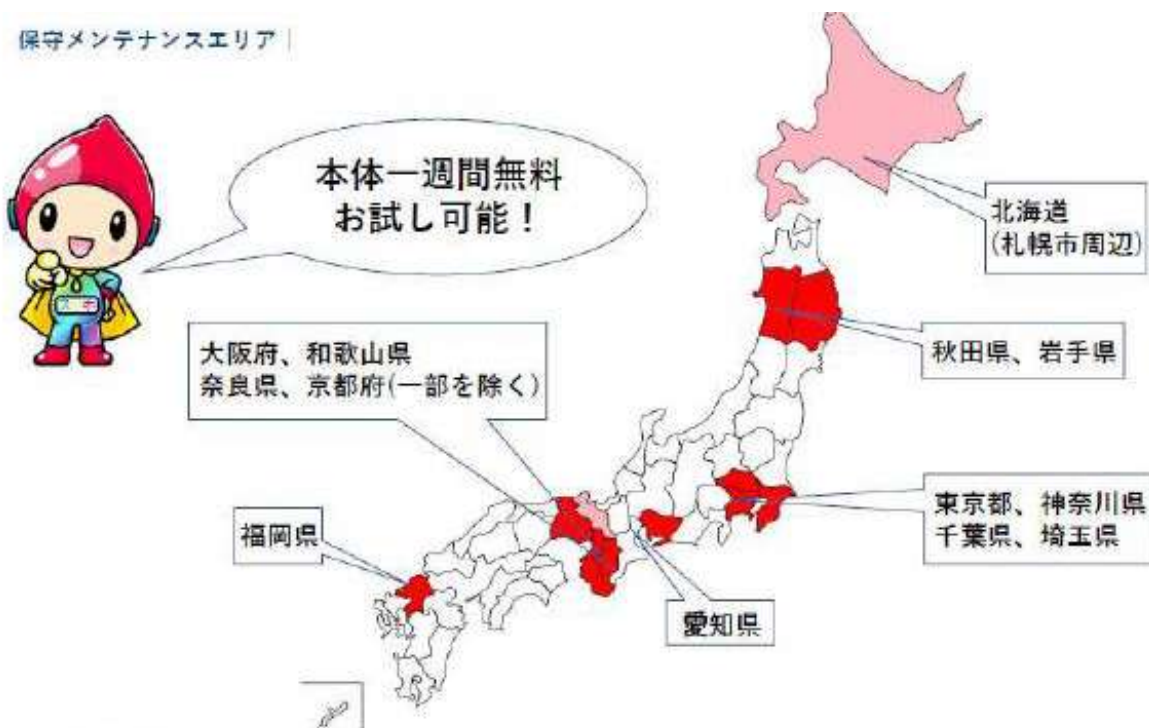 保守メンテナンスエリア
本体一週間無料
お試し可能！
北海道
(札幌市周辺)
秋田県、岩手県
大阪府、和歌山県
奈良県、京都府(一部を除く)
東京都、神奈川県
千葉県、埼玉県
福岡県
愛知県